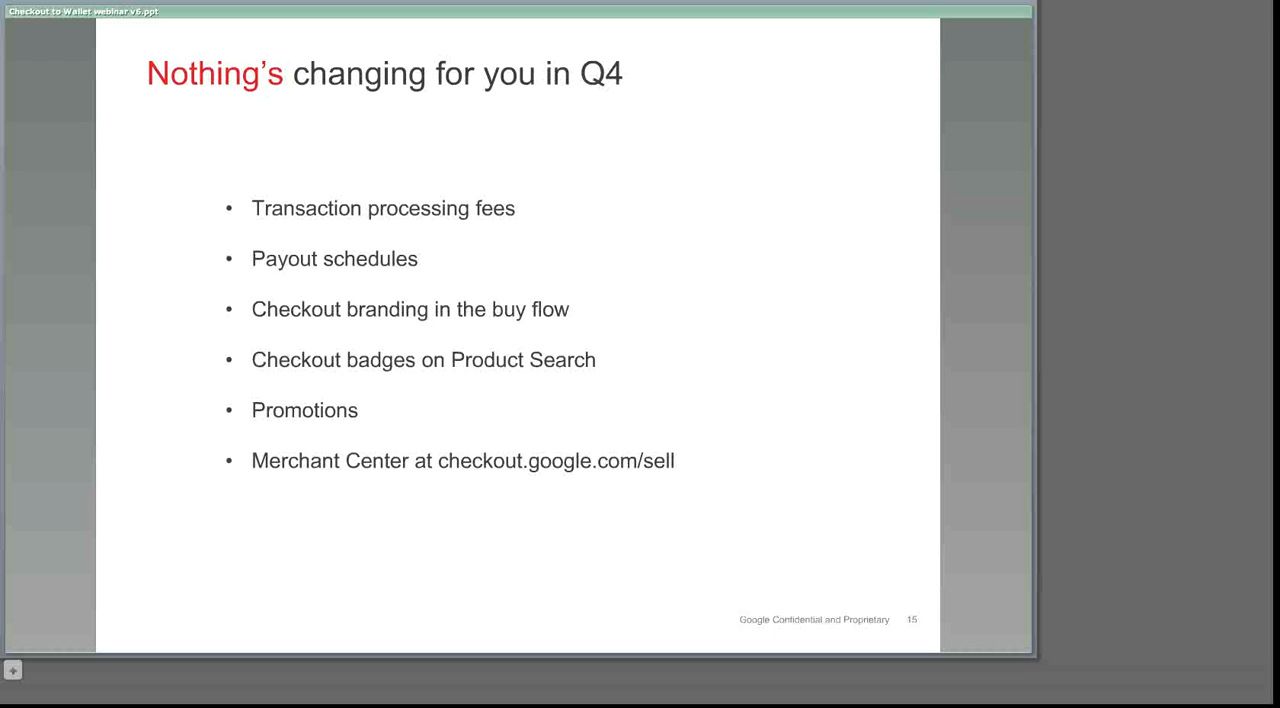 Checkout to Wallet webinar v6.ppt
Nothing’s changing for you in Q4
• Transaction processing fees
• Payout schedules
• Checkout branding in the buy flow
• Checkout badges on Product Search
• Promotions
• Merchant Center at checkout.google.com/sell
Google Confidential and Proprietary 15